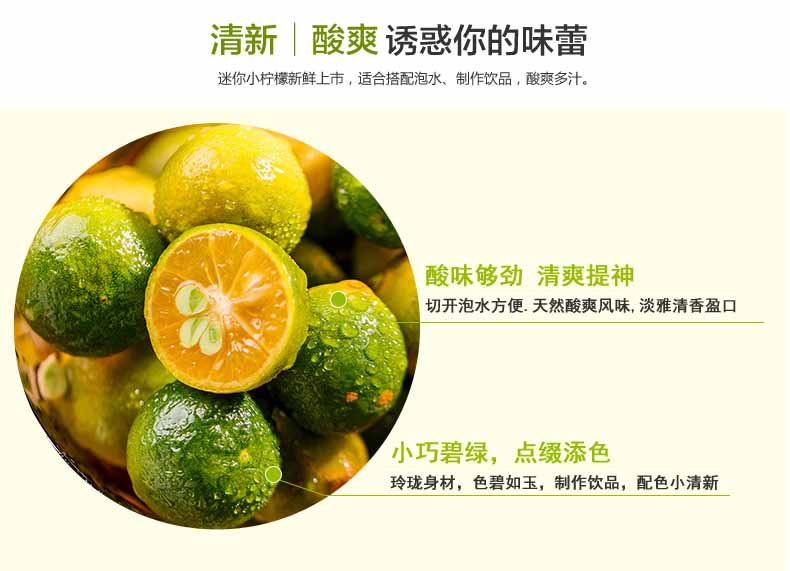 清新｜酸爽 诱惑你的味蕾
迷你小柠檬新鲜上市，适合搭配泡水、制作饮品，酸爽多汁。
酸味够劲 清爽提神
切开泡水方便.天然酸爽风味,淡雅清香盈口
小巧碧绿，点缀添色
玲珑身材，色碧如玉，制作饮品，配色小清新